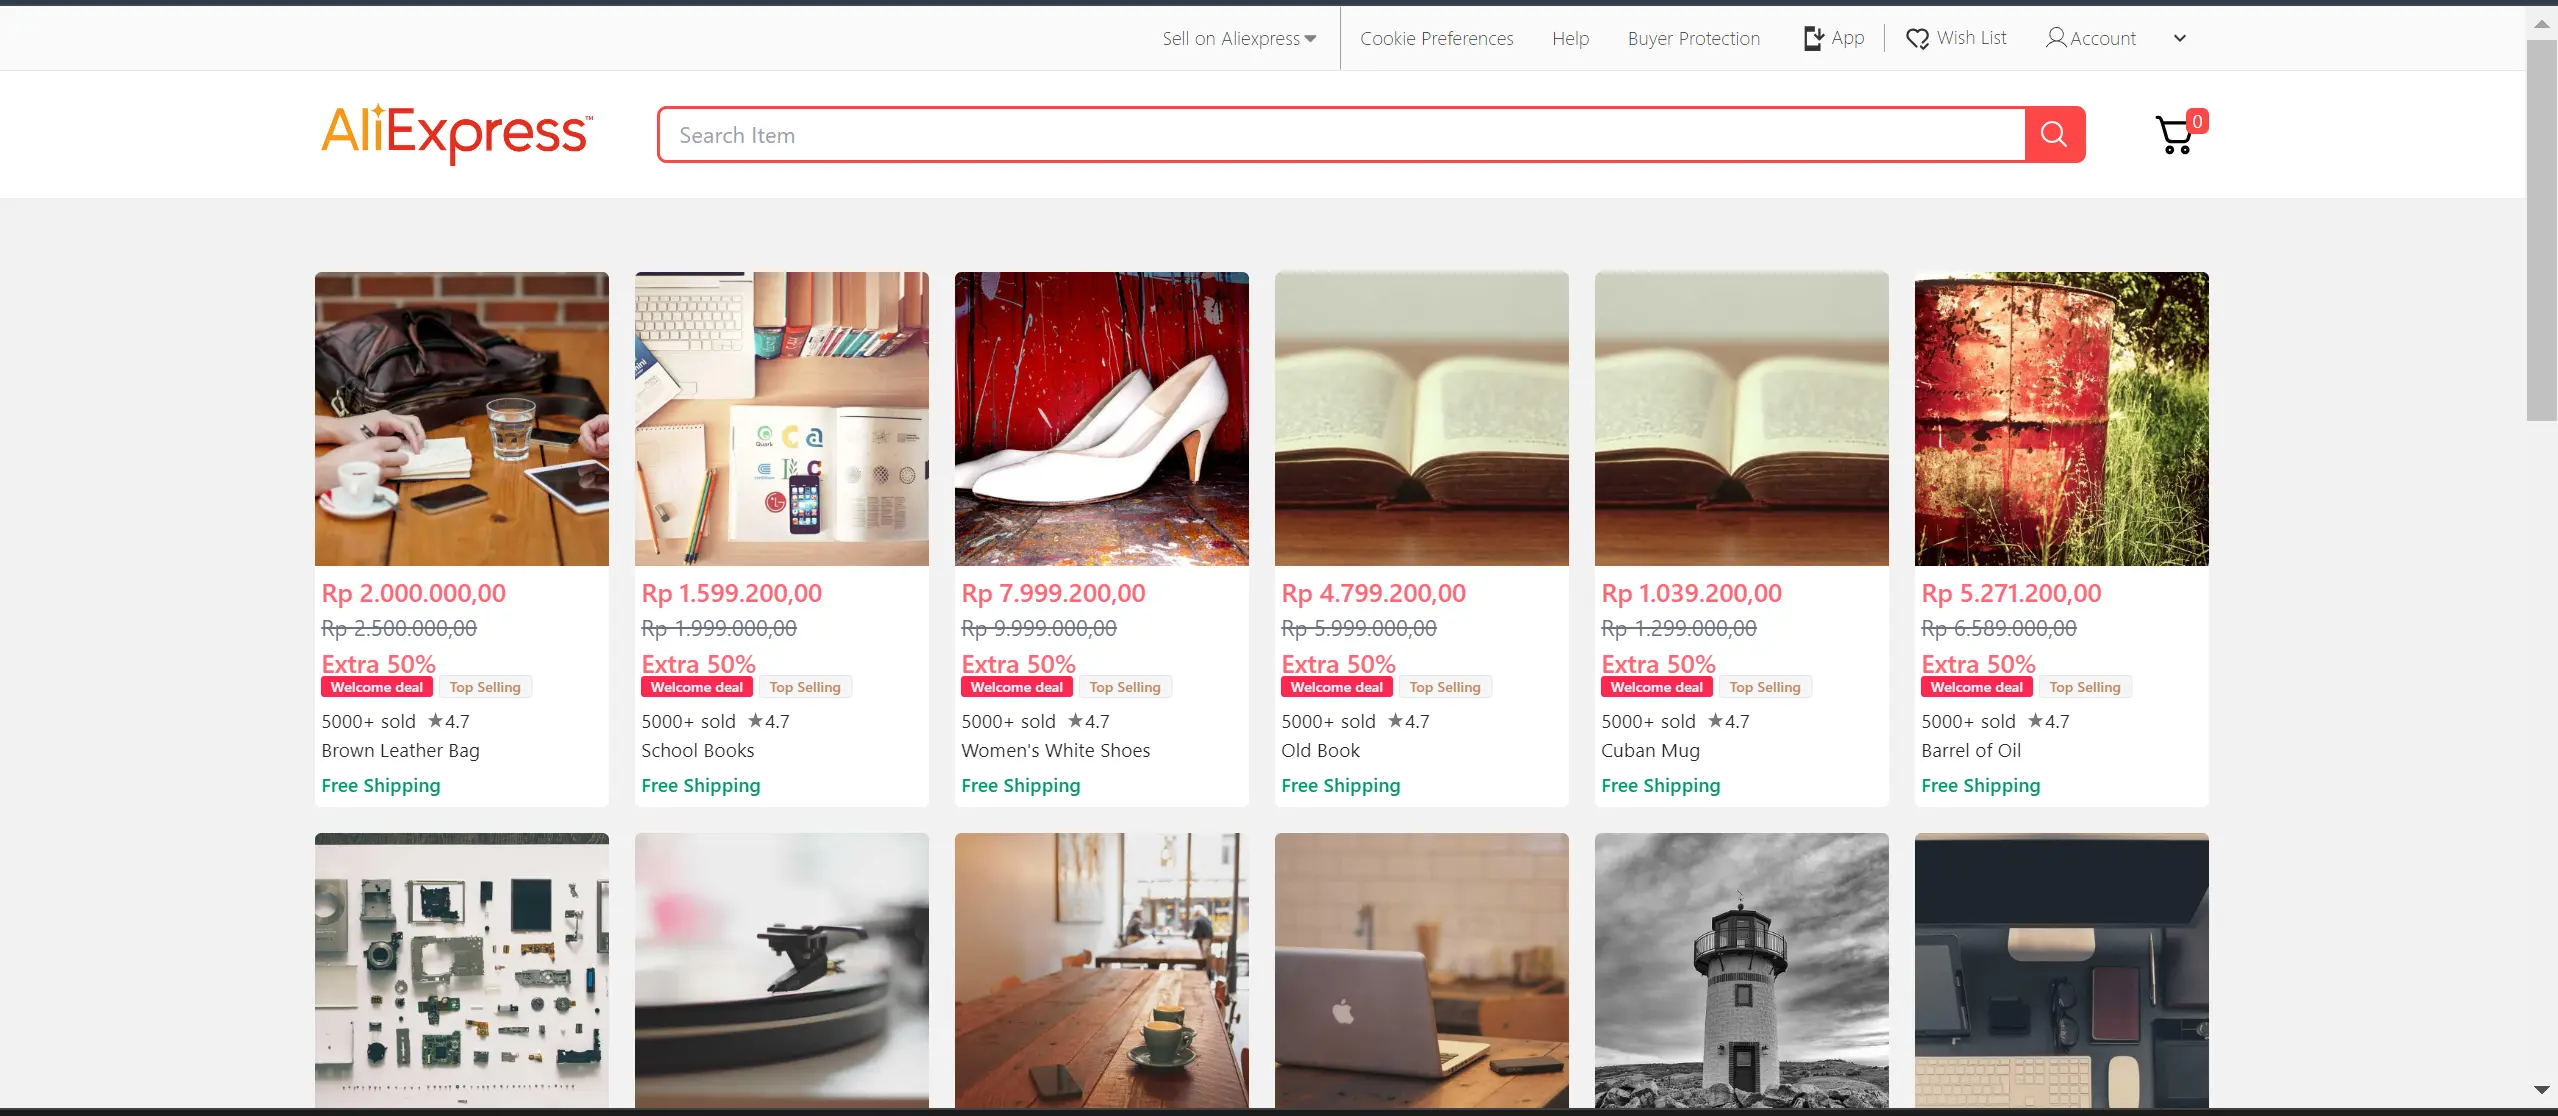 Sell on Aliexpress
Cookie Preferences
Help
Buyer Protection
App
Wish List
Account
AliExpress™
Search Item
0
Quark
C a
LG
Rp 2.000.000,00
Rp 2.500.000,00
Extra 50%
Welcome deal Top Selling
5000+ sold ★4.7
Brown Leather Bag
Free Shipping
Rp 1.599.200,00
Rp 1.999.000,00
Extra 50%
Welcome deal Top Selling
5000+ sold ★4.7
School Books
Free Shipping
Rp 7.999.200,00
Rp 9.999.000,00
Extra 50%
Welcome deal Top Selling
5000+ sold ★4.7
Women's White Shoes
Free Shipping
Rp 4.799.200,00
Rp 5.999.000,00
Extra 50%
Welcome deal Top Selling
5000+ sold ★4.7
Old Book
Free Shipping
Rp 1.039.200,00
Rp 1.299.000,00
Extra 50%
Welcome deal Top Selling
5000+ sold ★4.7
Cuban Mug
Free Shipping
Rp 5.271.200,00
Rp 6.589.000,00
Extra 50%
Welcome deal Top Selling
5000+ sold ★4.7
Barrel of Oil
Free Shipping